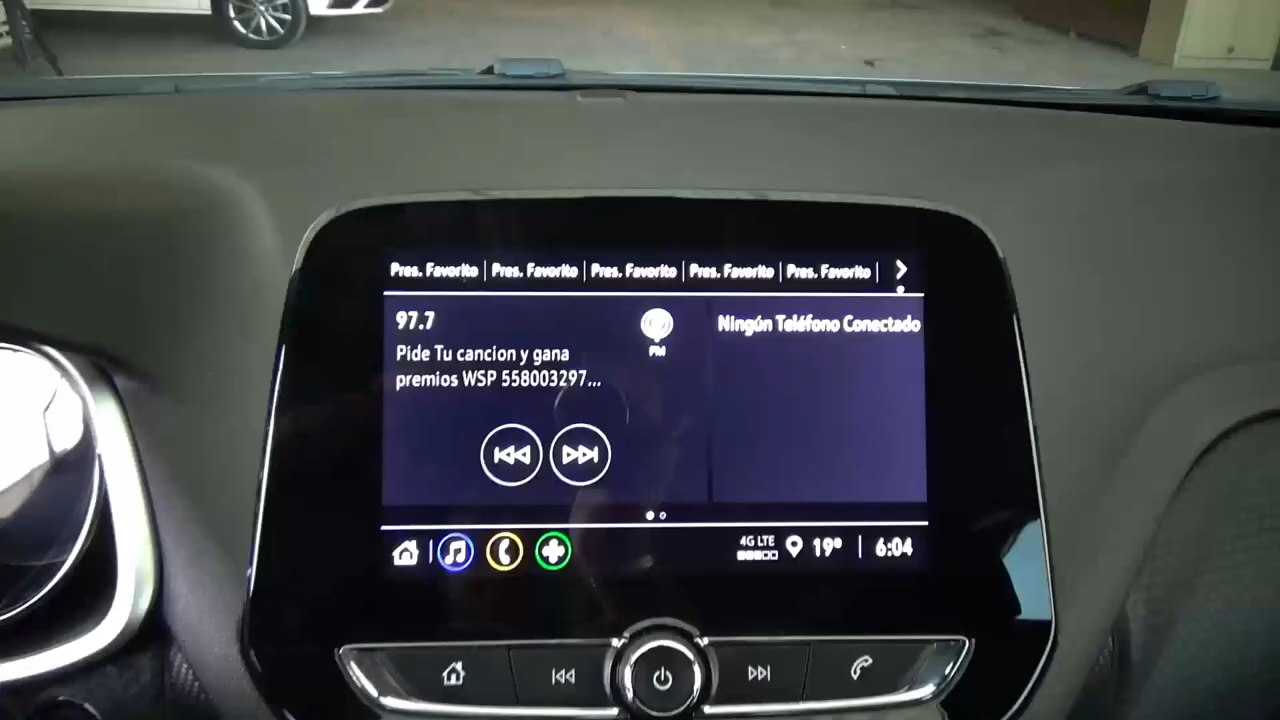 Pres. Favorito Pres. Favorito Pres. Favorito Pres. Favorito Pres. Favorito
97.7
FM
Pide Tu cancion y gana
premios WSP 558003297...
Ningún Teléfono Conectado
4G LTE
19°
6:04